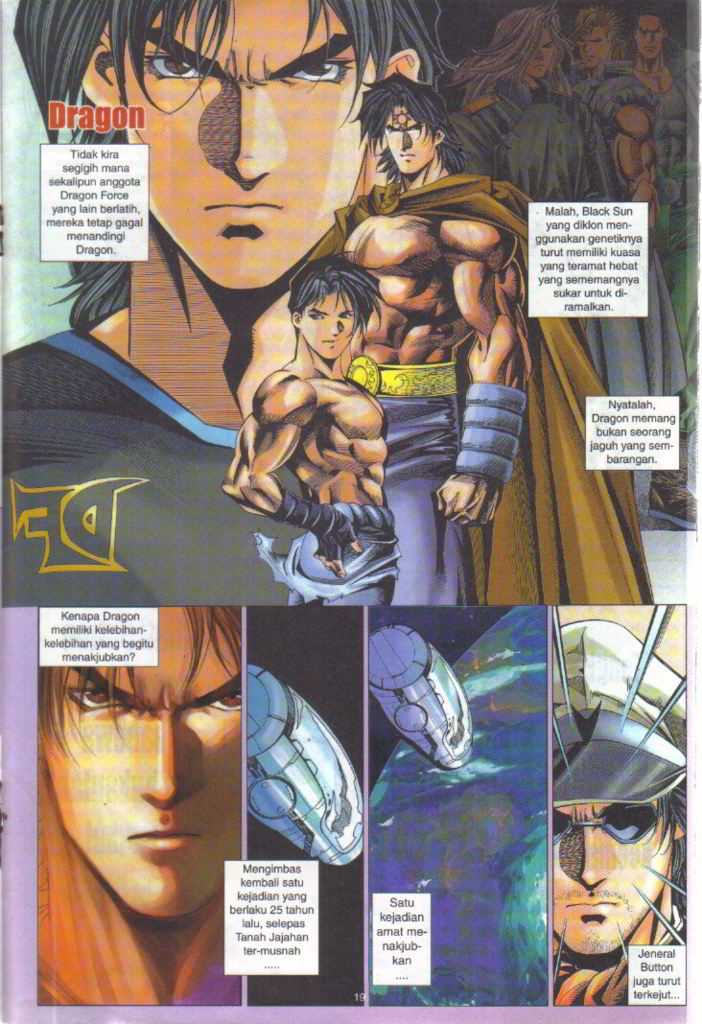 Dragon
Tidak kira
segigih mana
sekalipun anggota
Dragon Force
yang lain berlatih,
mereka tetap gagal
menandingi
Dragon.
Malah, Black Sun
yang diklon men-
ggunakan genetiknya
turut memiliki kuasa
yang teramat hebat
yang sememangnya
sukar untuk di-
ramalkan.
Nyatalah,
Dragon memang
bukan seorang
jaguh yang sem-
barangan.
Kenapa Dragon
memiliki kelebihan-
kelebihan yang begitu
menakjubkan?
Mengimbas
kembali satu
kejadian yang
berlaku 25 tahun
lalu, selepas
Tanah Jajahan
ter-musnah
.....
Satu
kejadian
amat me-
nakjub-
kan
....
Jeneral
Button
juga turut
terkejut...
19